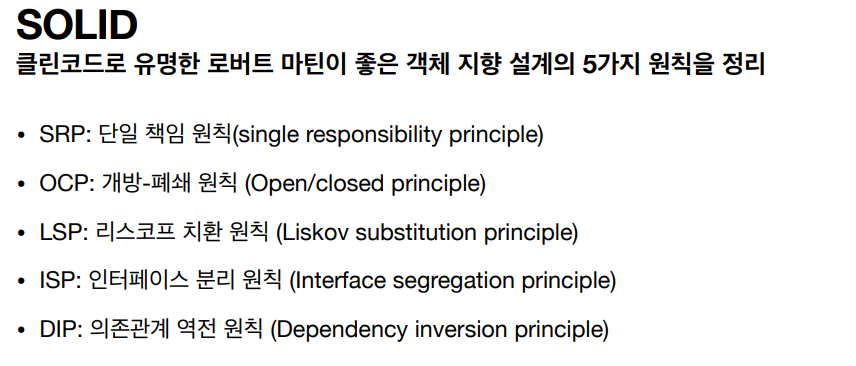 SOLID
클린코드로 유명한 로버트 마틴이 좋은 객체 지향 설계의 5가지 원칙을 정리
• SRP: 단일 책임 원칙(single responsibility principle)
• OCP: 개방-폐쇄 원칙 (Open/closed principle)
• LSP: 리스코프 치환 원칙 (Liskov substitution principle)
• ISP: 인터페이스 분리 원칙 (Interface segregation principle)
• DIP: 의존관계 역전 원칙 (Dependency inversion principle)